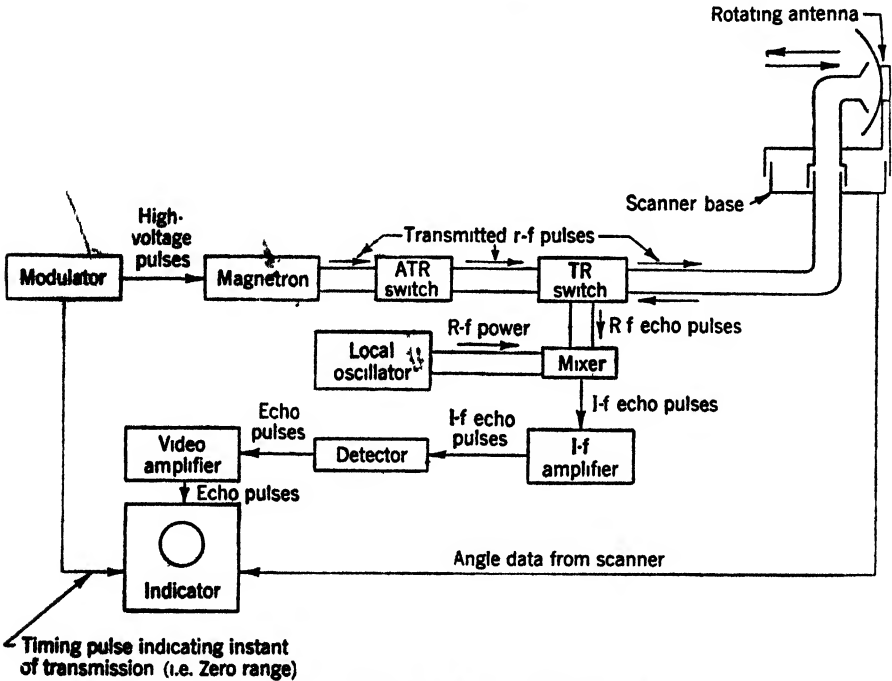 Rotating antenna
Scanner base
High-
voltage
pulses
Transmitted r-f pulses
Modulator
Magnetron
ATR
switch
TR
switch
R-f power
R f echo pulses
Local
oscillator
Mixer
I-f echo pulses
Echo
pulses
I-f echo
pulses
Video
amplifier
Detector
I-f
amplifier
Echo pulses
Indicator
Angle data from scanner
Timing pulse indicating instant
of transmission (i.e. Zero range)